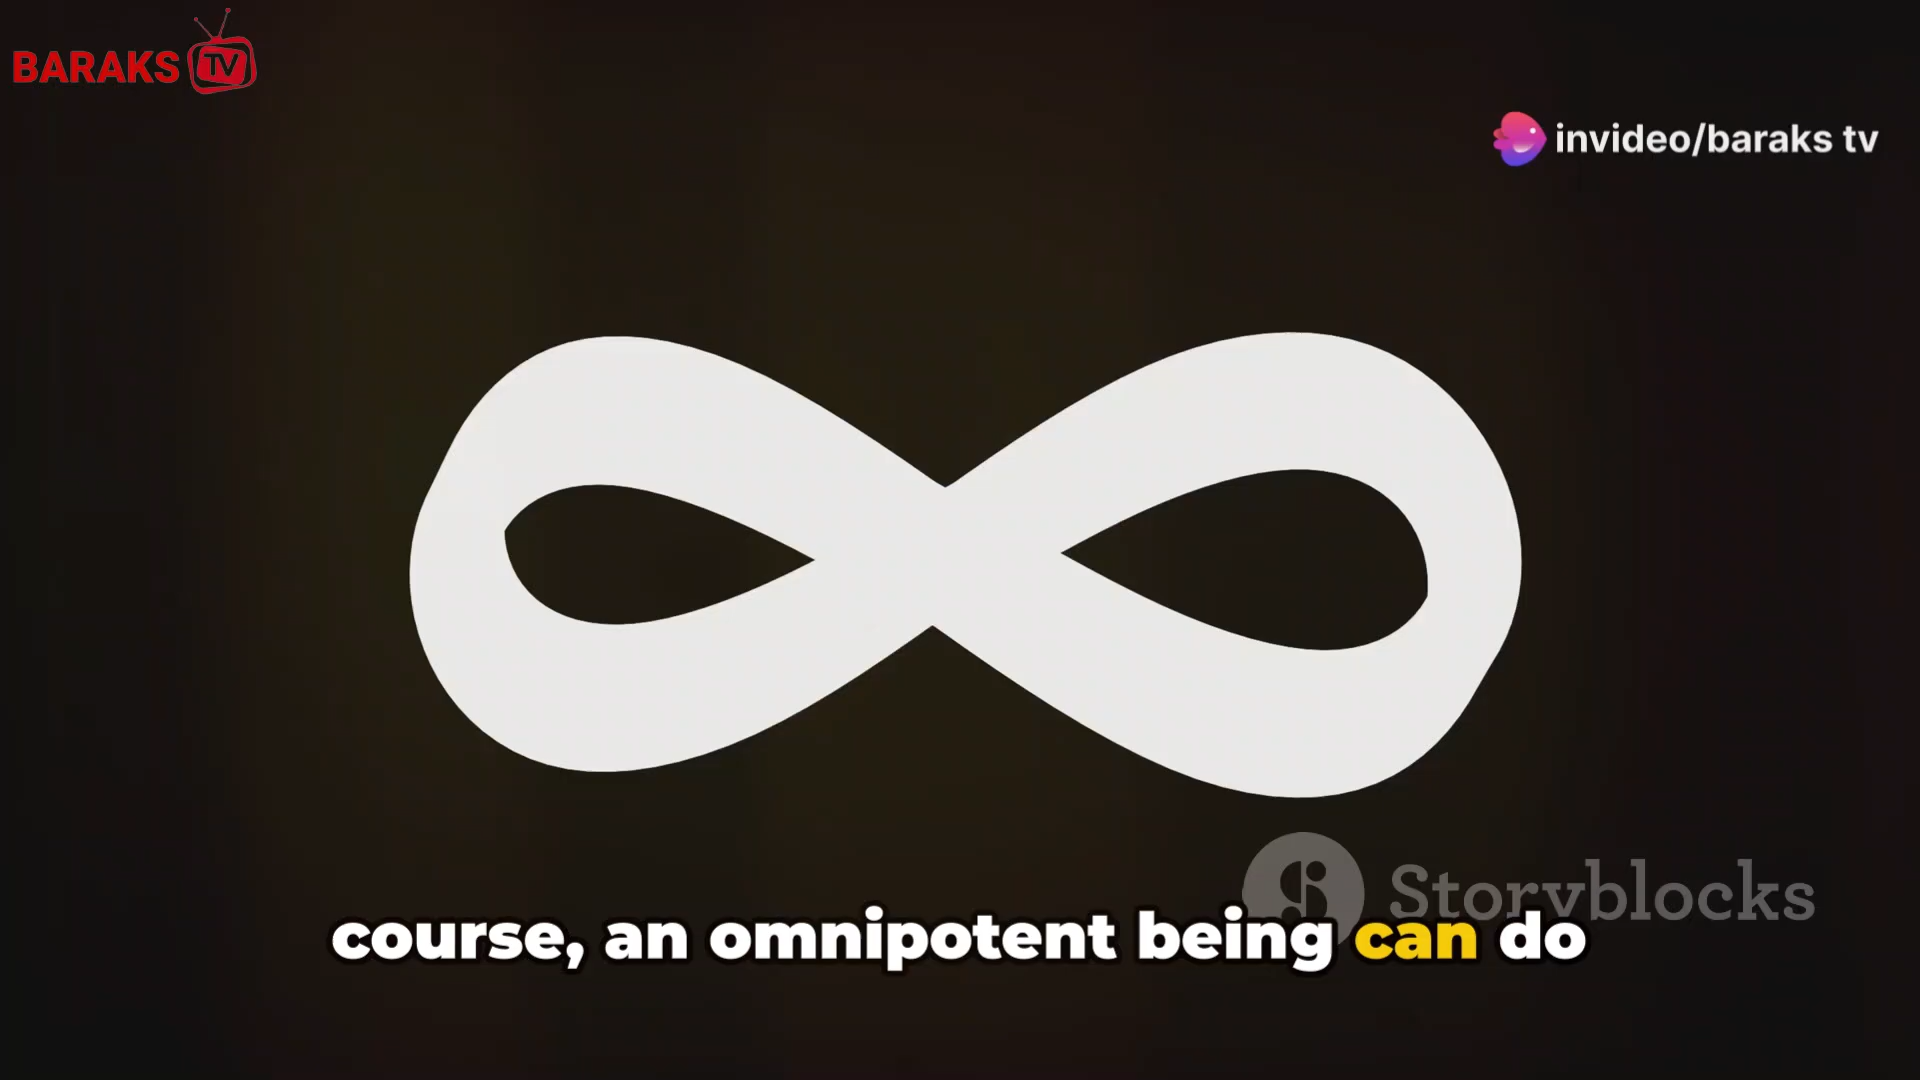 BARAKS TV
invideo/baraks tv
Storyblocks
course, an omnipotent being can do